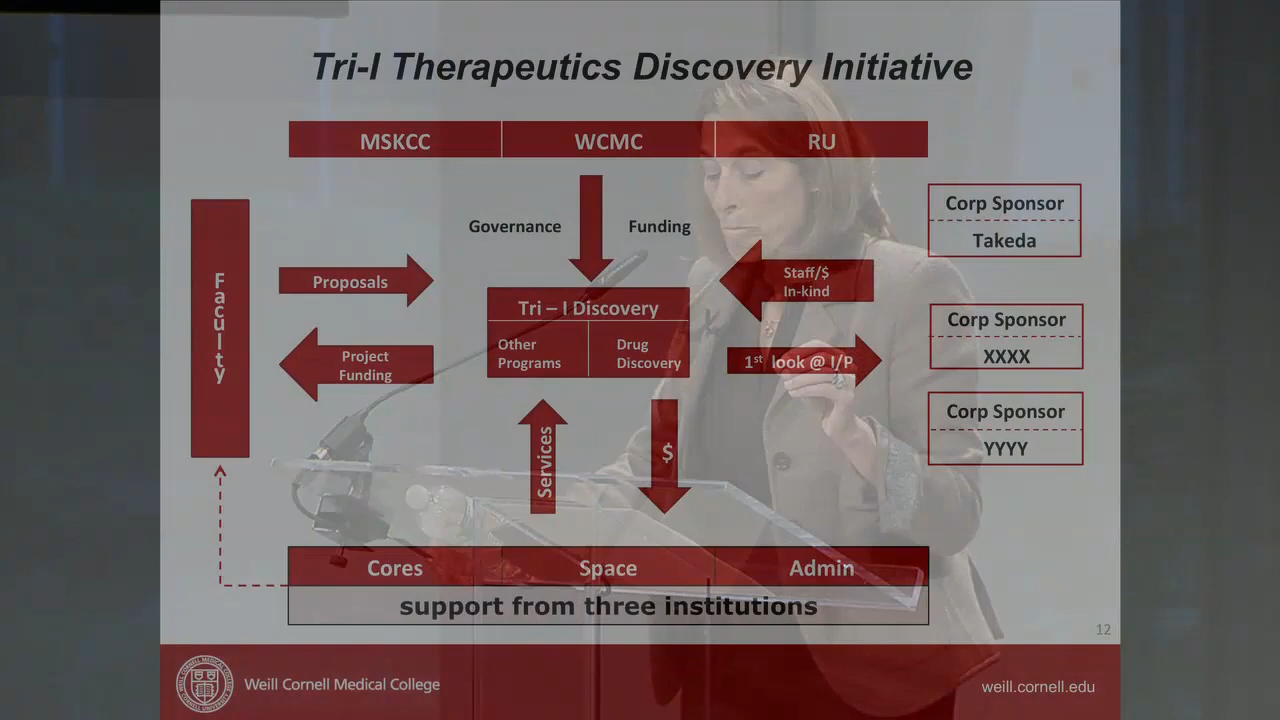 Tri-I Therapeutics Discovery Initiative
MSKCC
WCMC
RU
Governance
Funding
Corp Sponsor
Takeda
Faculty
Proposals
Staff/$
In-kind
Tri – I Discovery
Other
Programs
Drug
Discovery
Project
Funding
1st look @ I/P
Corp Sponsor
XXXX
Corp Sponsor
YYYY
Services
$
Cores
Space
Admin
support from three institutions
12
Weill Cornell Medical College
weill.cornell.edu